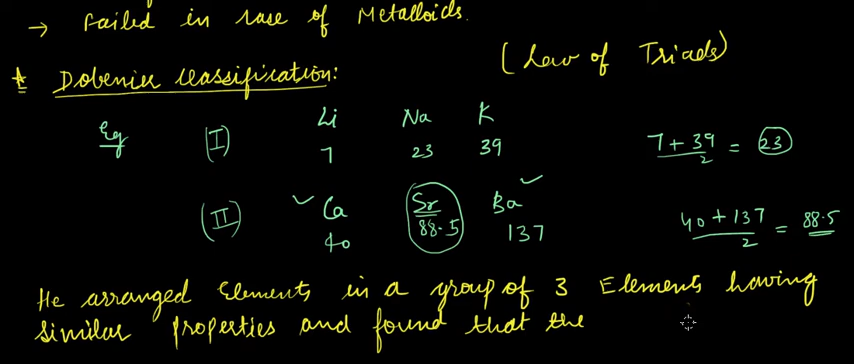 → Failed in case of Metalloids.
* Dobenier classification: (Law of Triads)
Eg (I) Li Na K
7 23 39 7 + 39 / 2 = 23
(II) ✓ Ca Sr Ba ✓
40 88.5 137 40 + 137 / 2 = 88.5
He arranged Elements in a group of 3 Elements having
similar properties and found that the